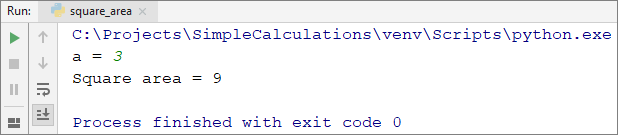 Run: square_area
C:\Projects\SimpleCalculations\venv\Scripts\python.exe
a = 3
Square area = 9
Process finished with exit code 0